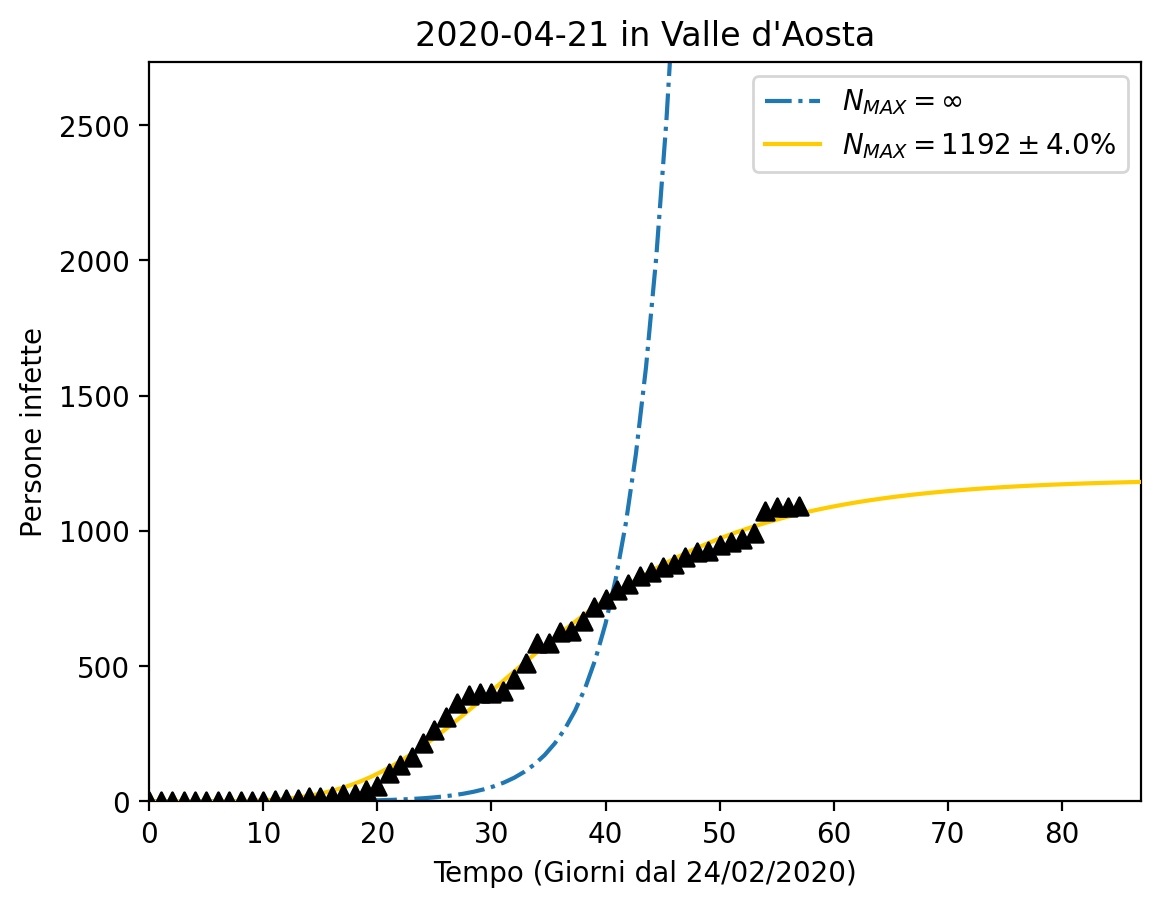 2020-04-21 in Valle d'Aosta
N_MAX = ∞
N_MAX = 1192 ± 4.0%
Persone infette
2500
2000
1500
1000
500
0
0 10 20 30 40 50 60 70 80
Tempo (Giorni dal 24/02/2020)